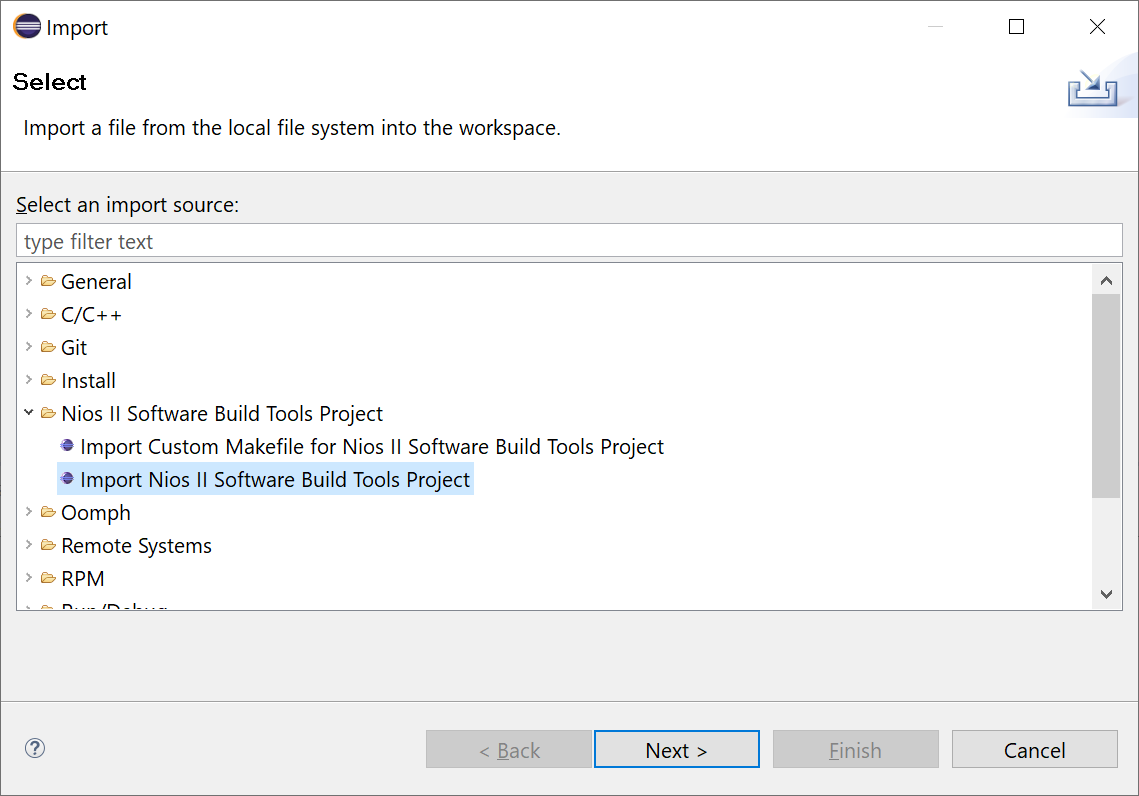 Import
Select
Import a file from the local file system into the workspace.
Select an import source:
type filter text
General
C/C++
Git
Install
Nios II Software Build Tools Project
Import Custom Makefile for Nios II Software Build Tools Project
Import Nios II Software Build Tools Project
Oomph
Remote Systems
RPM
Run/Debug
< Back
Next >
Finish
Cancel